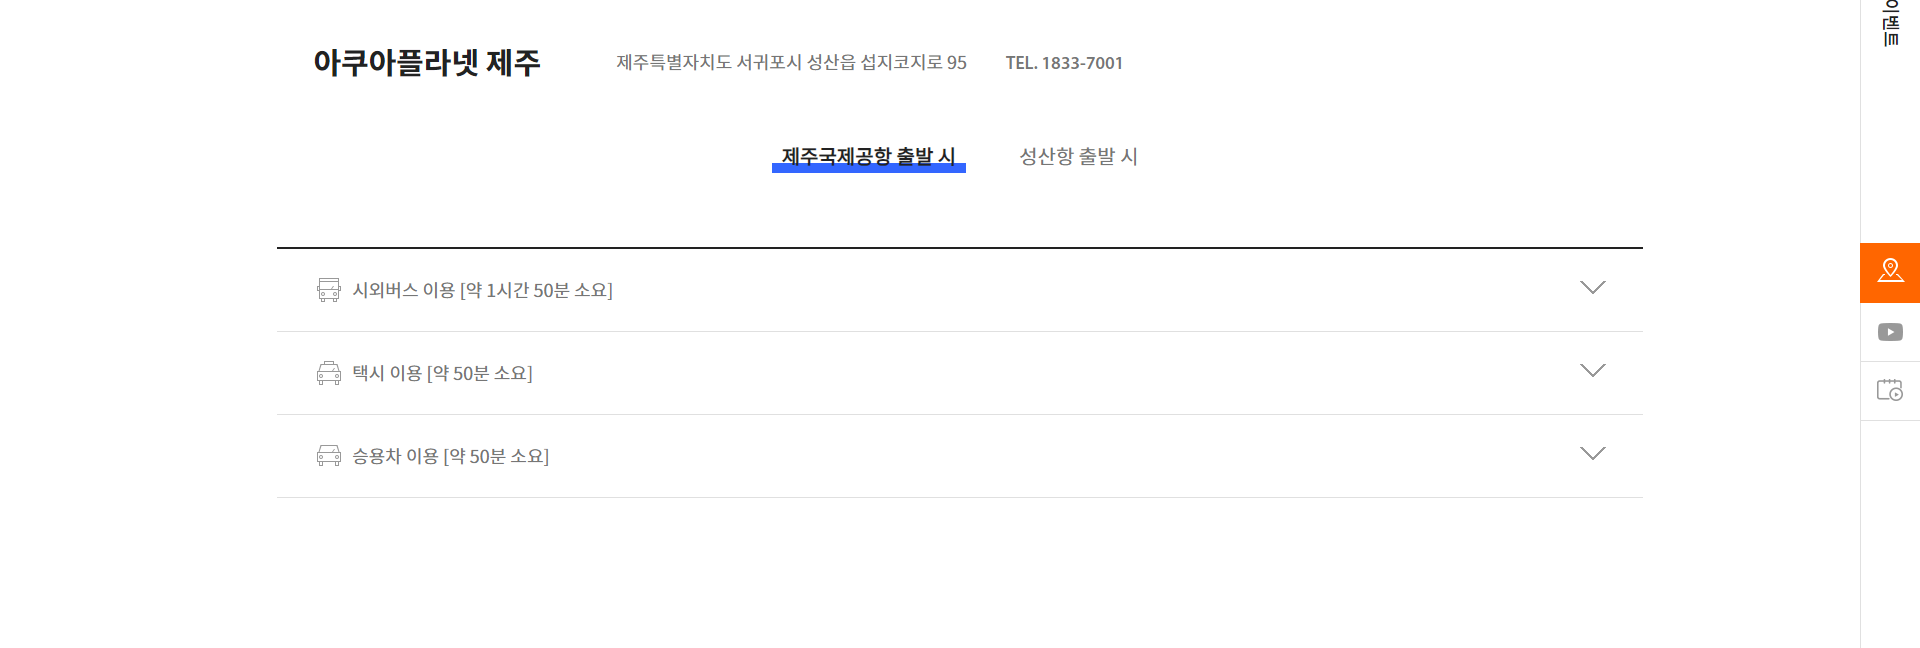 이벤트
아쿠아플라넷 제주
제주특별자치도 서귀포시 성산읍 섭지코지로 95
TEL. 1833-7001
제주국제공항 출발 시
성산항 출발 시
시외버스 이용 [약 1시간 50분 소요]
택시 이용 [약 50분 소요]
승용차 이용 [약 50분 소요]